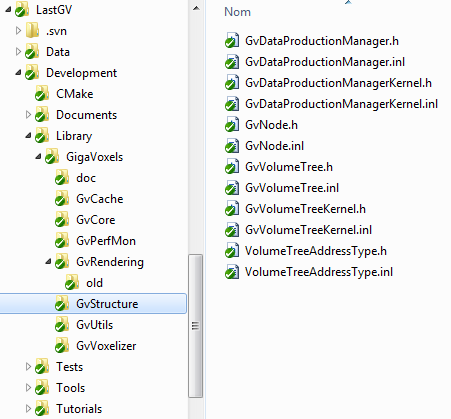 LastGV
.svn
Data
Development
CMake
Documents
Library
GigaVoxels
doc
GvCache
GvCore
GvPerfMon
GvRendering
old
GvStructure
GvUtils
GvVoxelizer
Tests
Tools
Tutorials
Nom
GvDataProductionManager.h
GvDataProductionManager.inl
GvDataProductionManagerKernel.h
GvDataProductionManagerKernel.inl
GvNode.h
GvNode.inl
GvVolumeTree.h
GvVolumeTree.inl
GvVolumeTreeKernel.h
GvVolumeTreeKernel.inl
VolumeTreeAddressType.h
VolumeTreeAddressType.inl